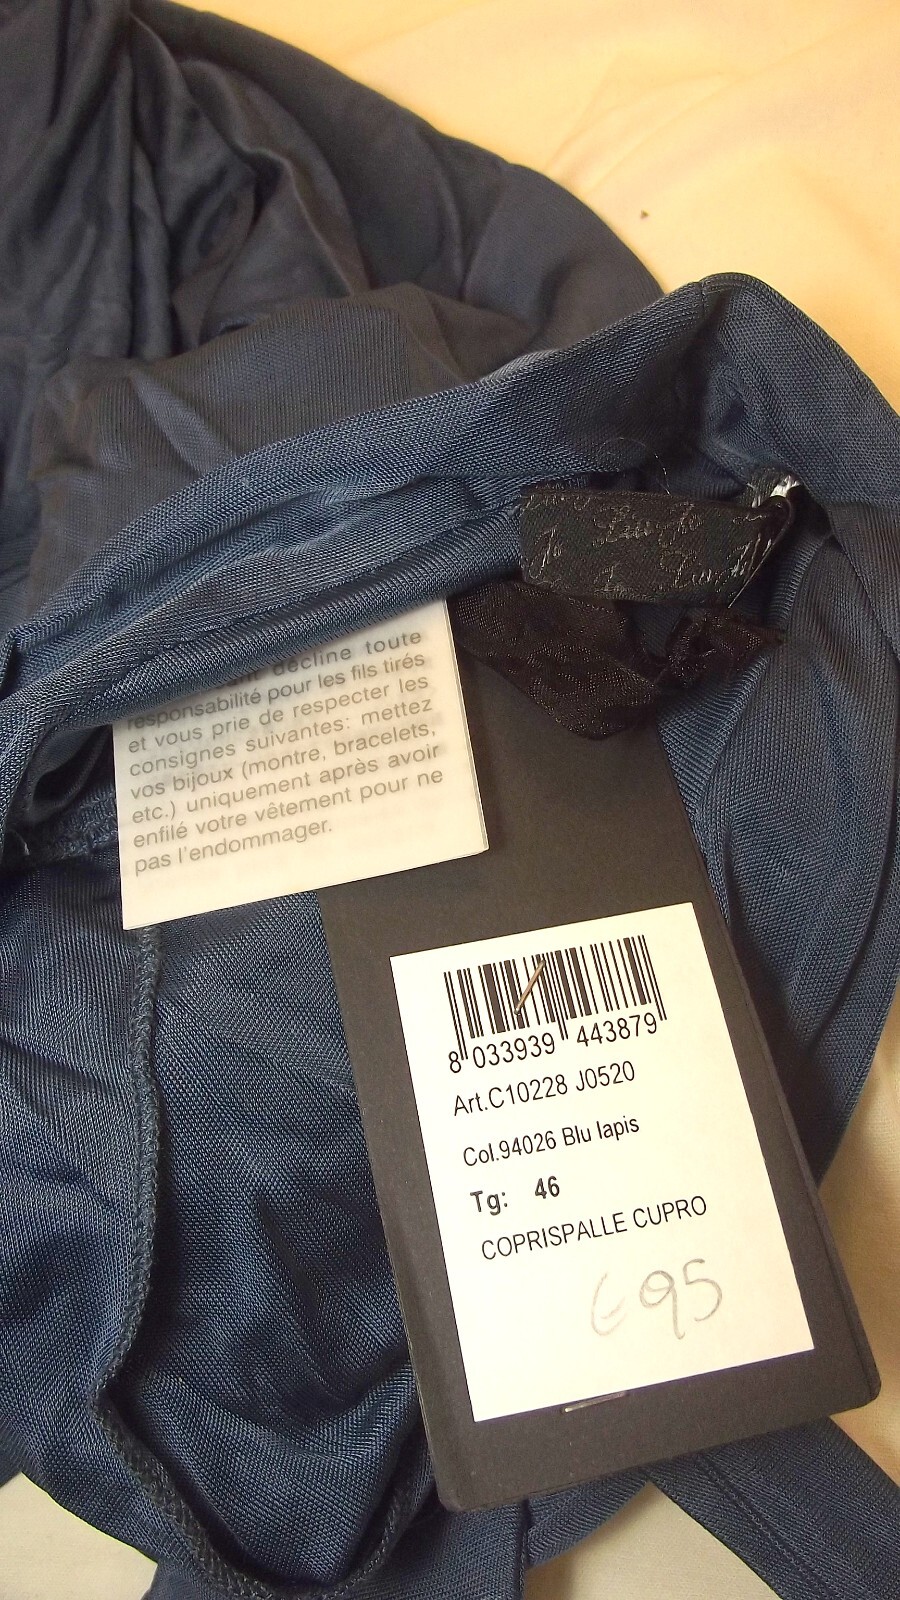 décline toute
responsabilité pour les fils tirés
et vous prie de respecter les
consignes suivantes: mettez
vos bijoux (montre, bracelets,
etc.) uniquement après avoir
enfilé votre vêtement pour ne
pas l'endommager.
8 033939 443879
Art.C10228 J0520
Col.94026 Blu lapis
Tg: 46
COPRISPALLE CUPRO
€ 95